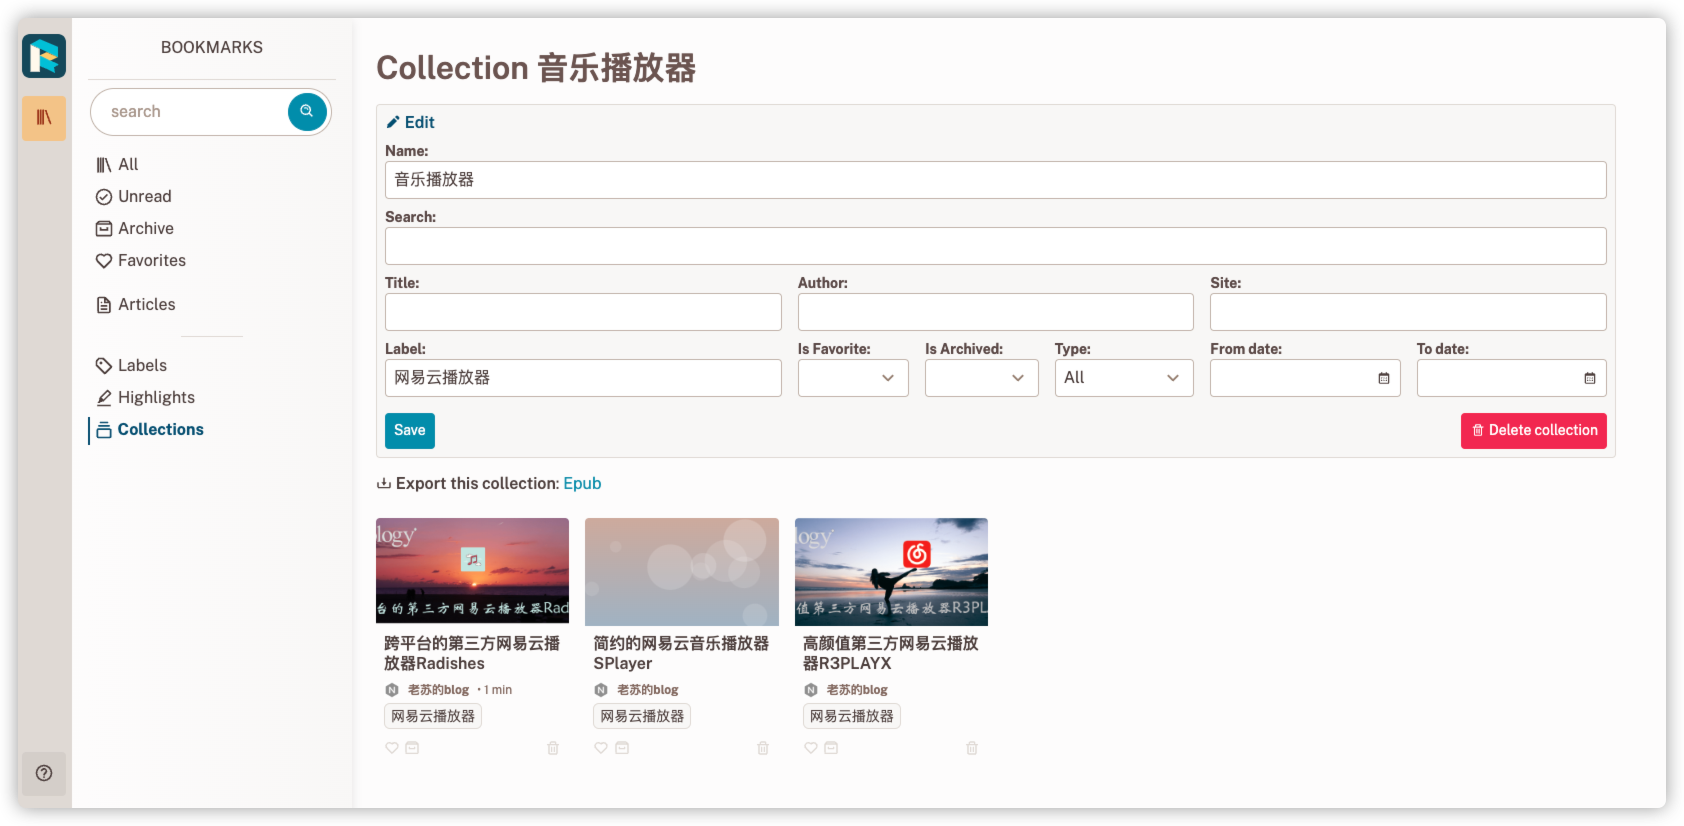 BOOKMARKS
search
All
Unread
Archive
Favorites
Articles
Labels
Highlights
Collections
Collection 音乐播放器
Edit
Name:
音乐播放器
Search:
Title: Author: Site:
Label: Is Favorite: Is Archived: Type: From date: To date:
网易云播放器 All
Save Delete collection
Export this collection: Epub
logy
台的第三方网易云播放器Rad
跨平台的第三方网易云播
放器Radishes
老苏的blog • 1 min
网易云播放器
简约的网易云音乐播放器
SPlayer
老苏的blog
网易云播放器
logy
值第三方网易云播放器R3PL
高颜值第三方网易云播放
器R3PLAYX
老苏的blog
网易云播放器